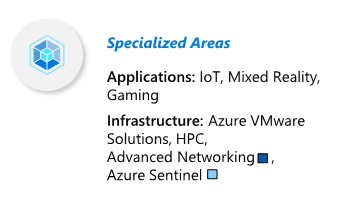 Specialized Areas
Applications: IoT, Mixed Reality,
Gaming
Infrastructure: Azure VMware
Solutions, HPC,
Advanced Networking ,
Azure Sentinel